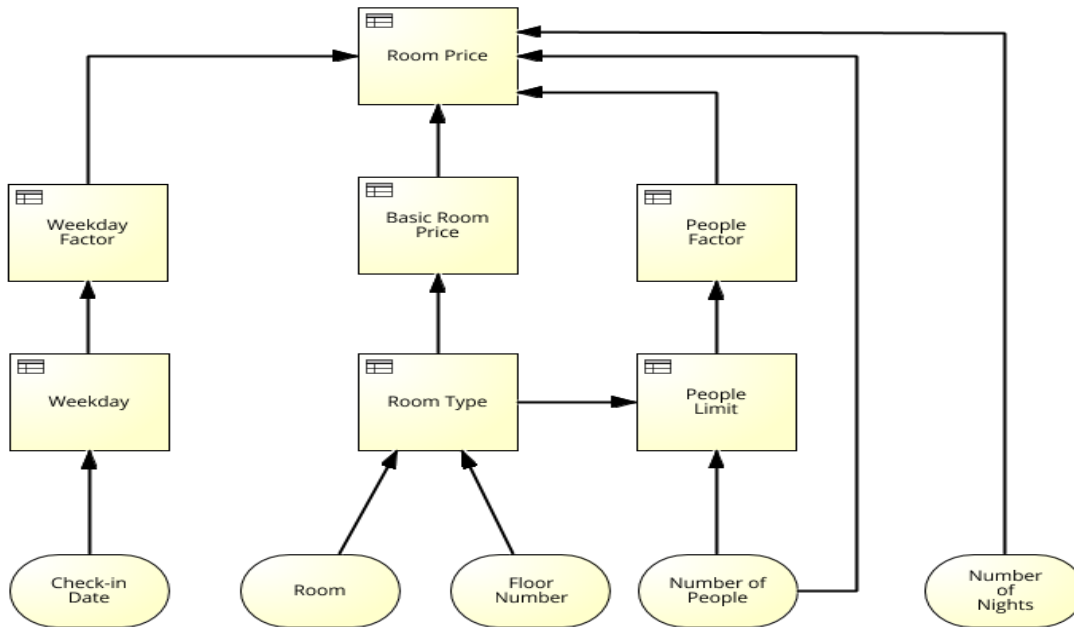 Room Price
Weekday
Factor
Basic Room
Price
People
Factor
Weekday
Room Type
People
Limit
Check-in
Date
Room
Floor
Number
Number of
People
Number
of
Nights